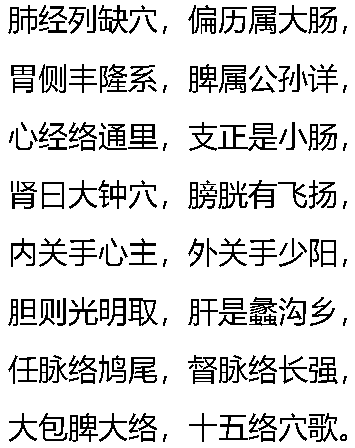 肺经列缺穴，偏历属大肠，
胃侧丰隆系，脾属公孙详，
心经络通里，支正是小肠，
肾曰大钟穴，膀胱有飞扬，
内关手心主，外关手少阳，
胆则光明取，肝是蠡沟乡，
任脉络鸠尾，督脉络长强，
大包脾大络，十五络穴歌。